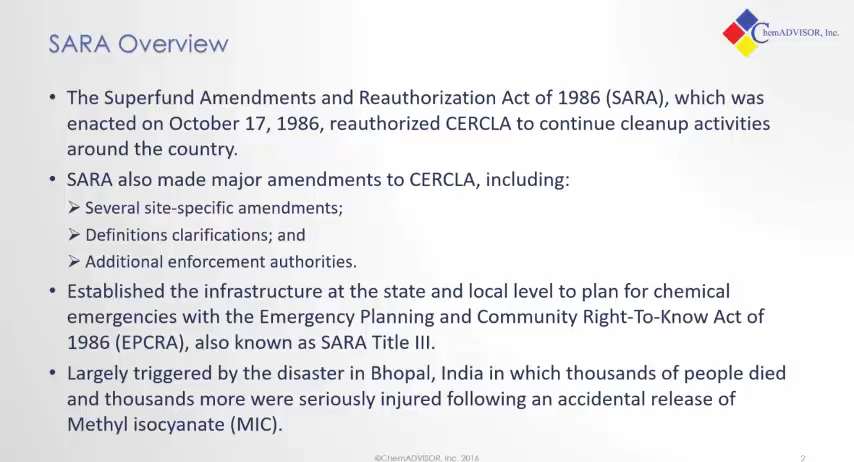 SARA Overview
ChemADVISOR, Inc.
• The Superfund Amendments and Reauthorization Act of 1986 (SARA), which was
enacted on October 17, 1986, reauthorized CERCLA to continue cleanup activities
around the country.
• SARA also made major amendments to CERCLA, including:
➢ Several site-specific amendments;
➢ Definitions clarifications; and
➢ Additional enforcement authorities.
• Established the infrastructure at the state and local level to plan for chemical
emergencies with the Emergency Planning and Community Right-To-Know Act of
1986 (EPCRA), also known as SARA Title III.
• Largely triggered by the disaster in Bhopal, India in which thousands of people died
and thousands more were seriously injured following an accidental release of
Methyl isocyanate (MIC).
©ChemADVISOR, Inc. 2016
2